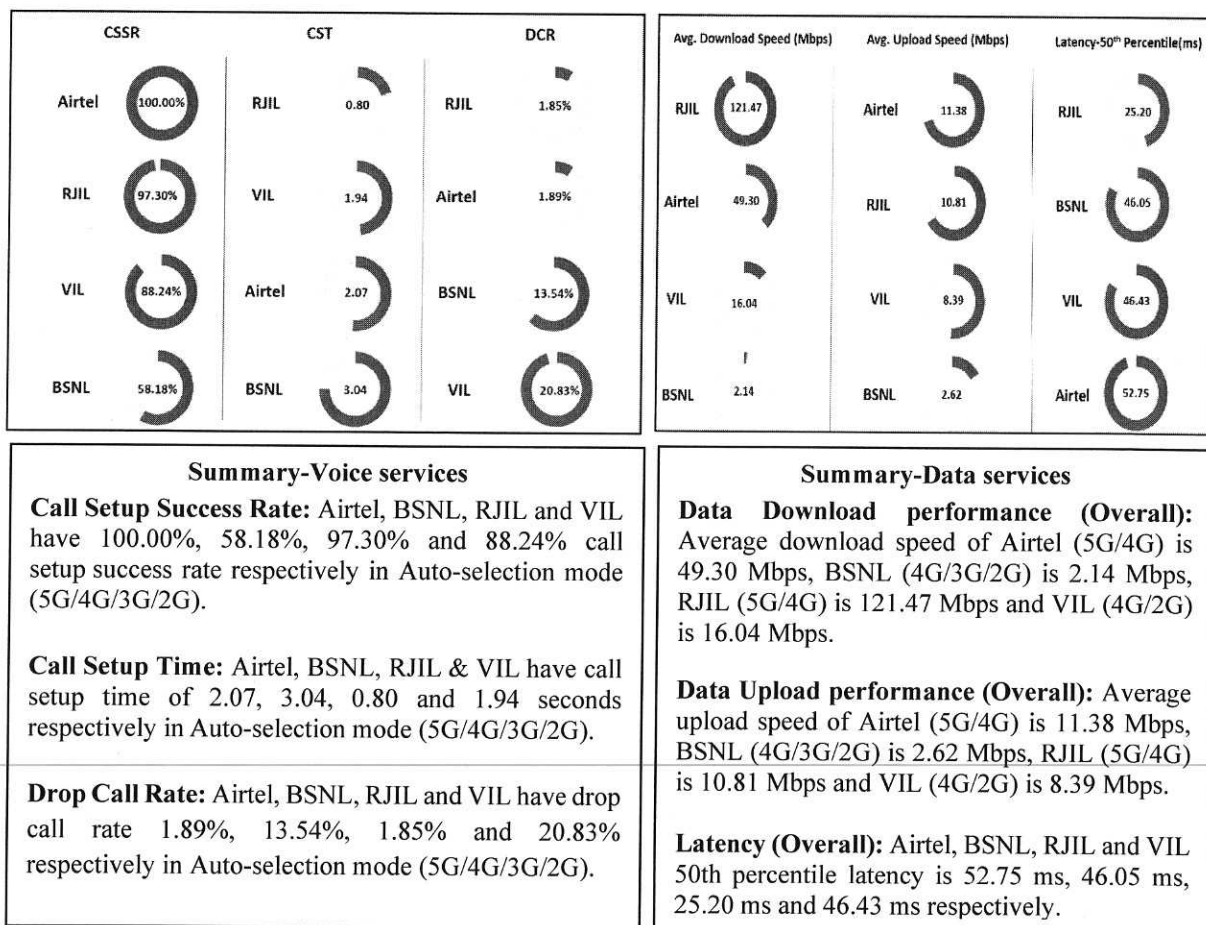 CSSR CST DCR
Airtel 100.00% RJIL 0.80 RJIL 1.85%
RJIL 97.30% VIL 1.94 Airtel 1.89%
VIL 88.24% Airtel 2.07 BSNL 13.54%
BSNL 58.18% BSNL 3.04 VIL 20.83%
Avg. Download Speed (Mbps) Avg. Upload Speed (Mbps) Latency-50th Percentile(ms)
RJIL 121.47 Airtel 11.38 RJIL 25.20
Airtel 49.30 RJIL 10.81 BSNL 46.05
VIL 16.04 VIL 8.39 VIL 46.43
BSNL 2.14 BSNL 2.62 Airtel 52.75
Summary-Voice services
Call Setup Success Rate: Airtel, BSNL, RJIL and VIL
have 100.00%, 58.18%, 97.30% and 88.24% call
setup success rate respectively in Auto-selection mode
(5G/4G/3G/2G).
Call Setup Time: Airtel, BSNL, RJIL & VIL have call
setup time of 2.07, 3.04, 0.80 and 1.94 seconds
respectively in Auto-selection mode (5G/4G/3G/2G).
Drop Call Rate: Airtel, BSNL, RJIL and VIL have drop
call rate 1.89%, 13.54%, 1.85% and 20.83%
respectively in Auto-selection mode (5G/4G/3G/2G).
Summary-Data services
Data Download performance (Overall):
Average download speed of Airtel (5G/4G) is
49.30 Mbps, BSNL (4G/3G/2G) is 2.14 Mbps,
RJIL (5G/4G) is 121.47 Mbps and VIL (4G/2G)
is 16.04 Mbps.
Data Upload performance (Overall): Average
upload speed of Airtel (5G/4G) is 11.38 Mbps,
BSNL (4G/3G/2G) is 2.62 Mbps, RJIL (5G/4G)
is 10.81 Mbps and VIL (4G/2G) is 8.39 Mbps.
Latency (Overall): Airtel, BSNL, RJIL and VIL
50th percentile latency is 52.75 ms, 46.05 ms,
25.20 ms and 46.43 ms respectively.